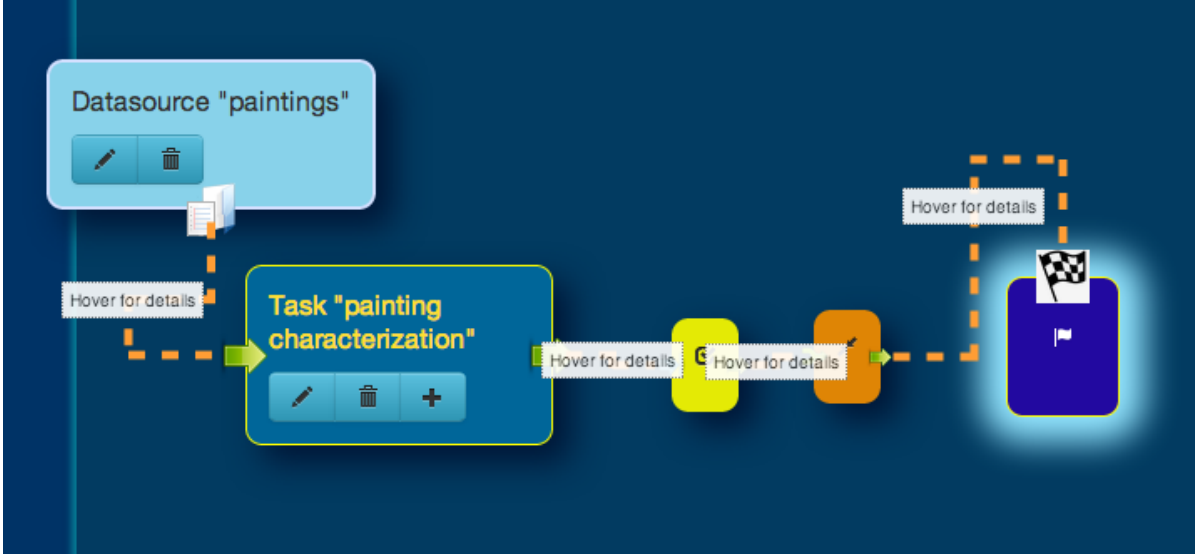 Datasource "paintings"
Hover for details
Hover for details
Task "painting
characterization"
Hover for details
Hover for details